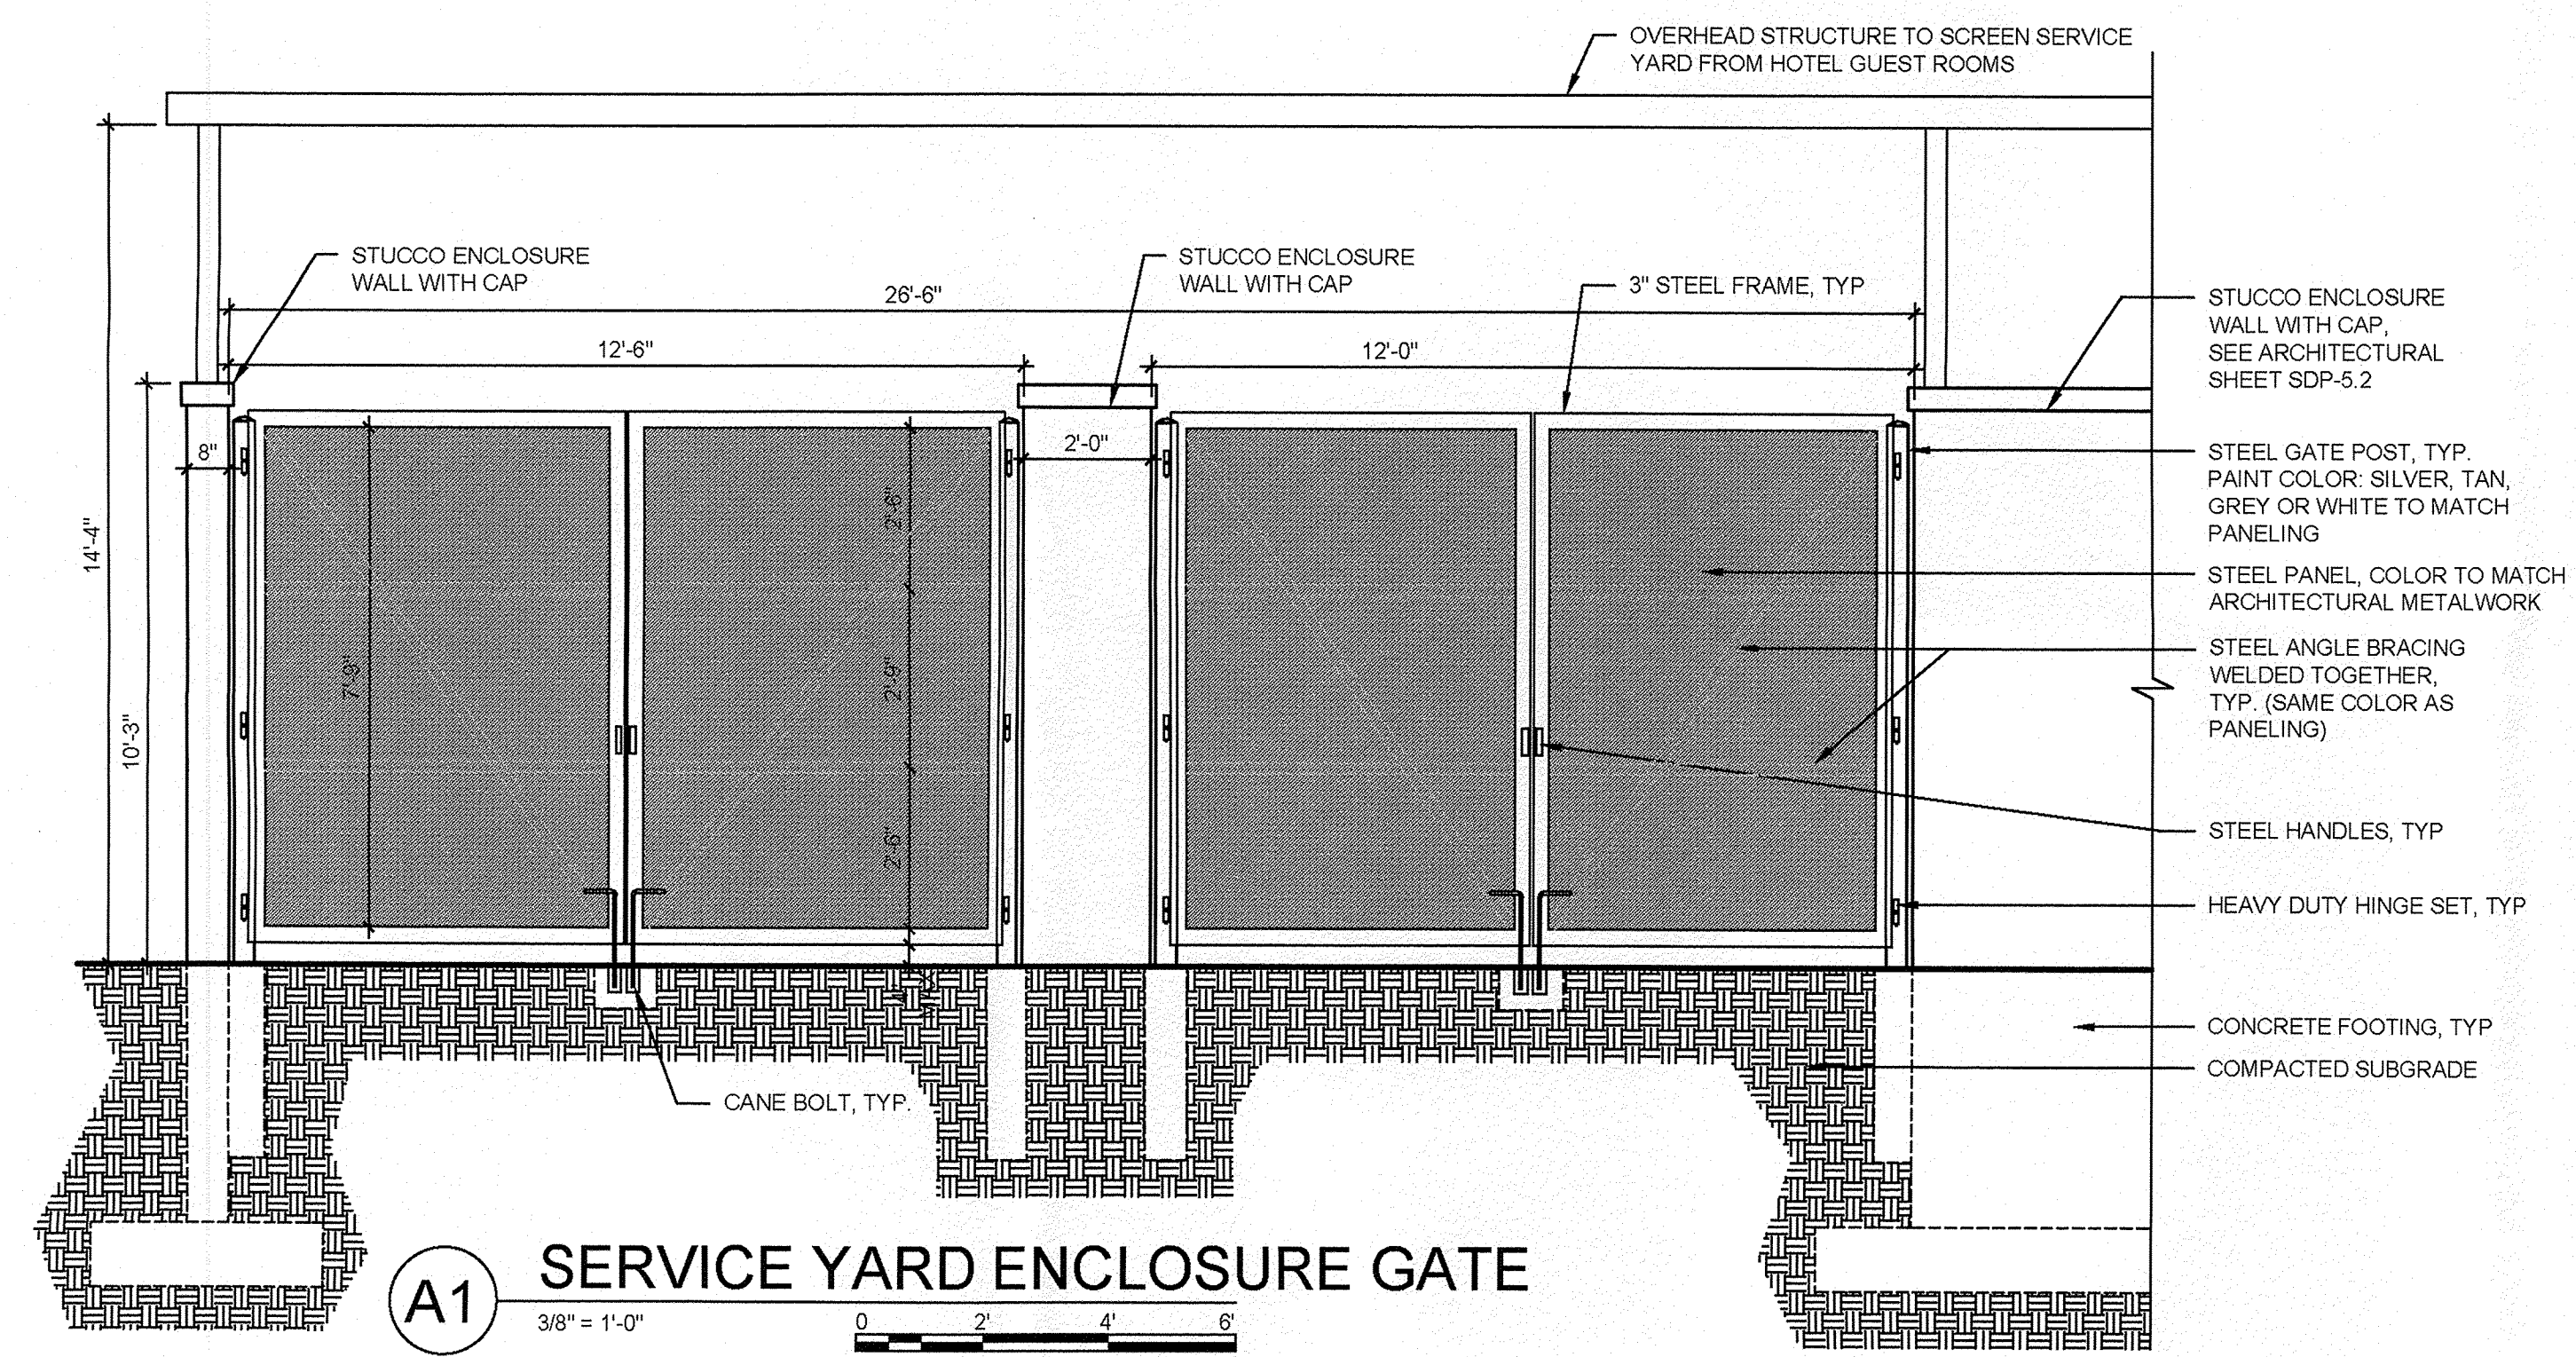 OVERHEAD STRUCTURE TO SCREEN SERVICE
YARD FROM HOTEL GUEST ROOMS
STUCCO ENCLOSURE
WALL WITH CAP
STUCCO ENCLOSURE
WALL WITH CAP
3" STEEL FRAME, TYP
26'-6"
12'-6"
12'-0"
STUCCO ENCLOSURE
WALL WITH CAP,
SEE ARCHITECTURAL
SHEET SDP-5.2
8"
2'-0"
14'-4"
10'-3"
7'-9"
2'-6"
2'-9"
2'-6"
4"
MAX
STEEL GATE POST, TYP.
PAINT COLOR: SILVER, TAN,
GREY OR WHITE TO MATCH
PANELING
STEEL PANEL, COLOR TO MATCH
ARCHITECTURAL METALWORK
STEEL ANGLE BRACING
WELDED TOGETHER,
TYP. (SAME COLOR AS
PANELING)
STEEL HANDLES, TYP
HEAVY DUTY HINGE SET, TYP
CONCRETE FOOTING, TYP
COMPACTED SUBGRADE
CANE BOLT, TYP.
A1
SERVICE YARD ENCLOSURE GATE
3/8" = 1'-0"
0 2' 4' 6'